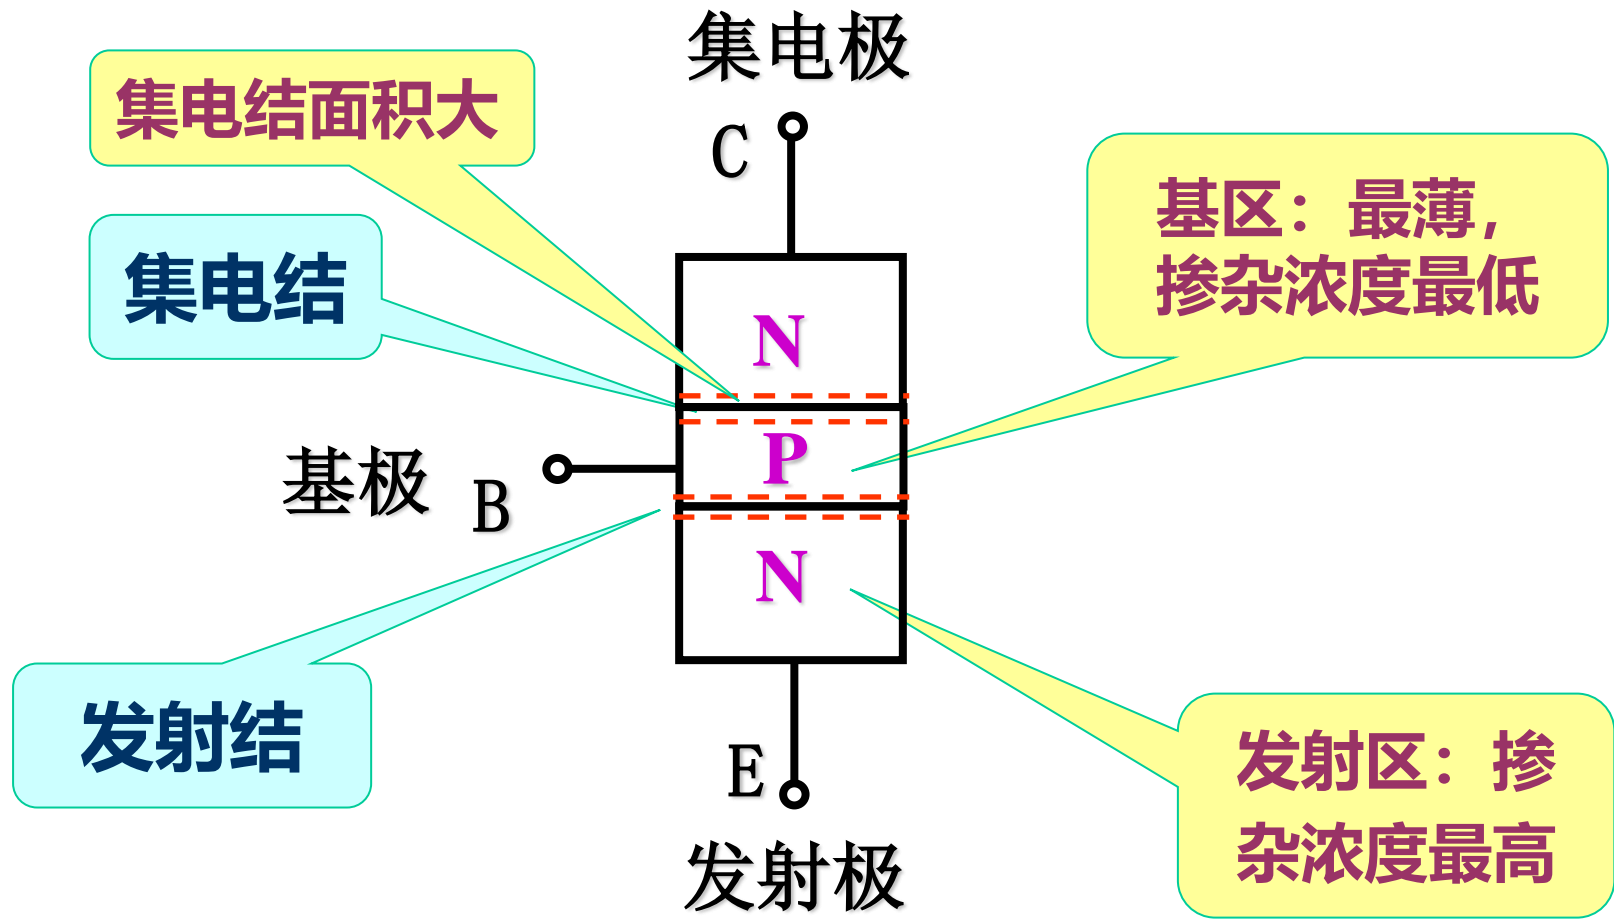 集电极
集电结面积大
C
基区：最薄，
掺杂浓度最低
集电结
N
P
基极
B
N
发射结
E
发射区：掺
杂浓度最高
发射极